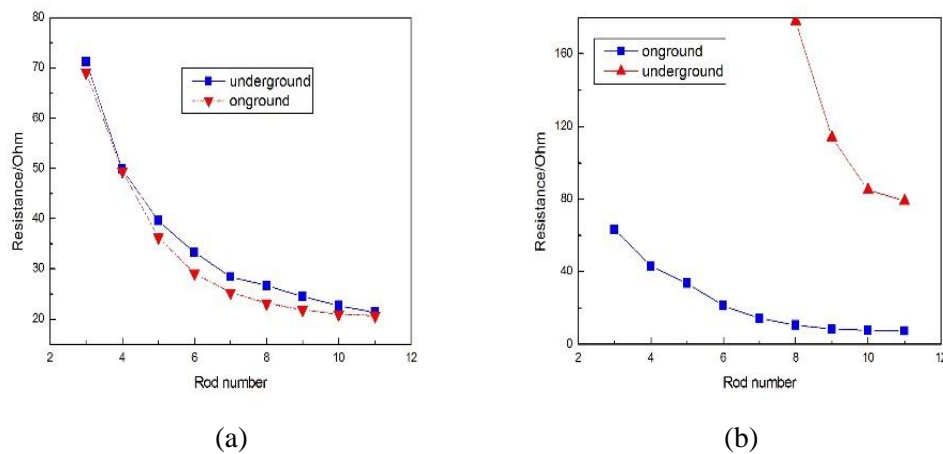 80
70
60
50
40
30
20
2 4 6 8 10 12
Resistance/Ohm
Rod number
underground
onground
(a)
160
120
80
40
0
2 4 6 8 10 12
Resistance/Ohm
Rod number
onground
underground
(b)